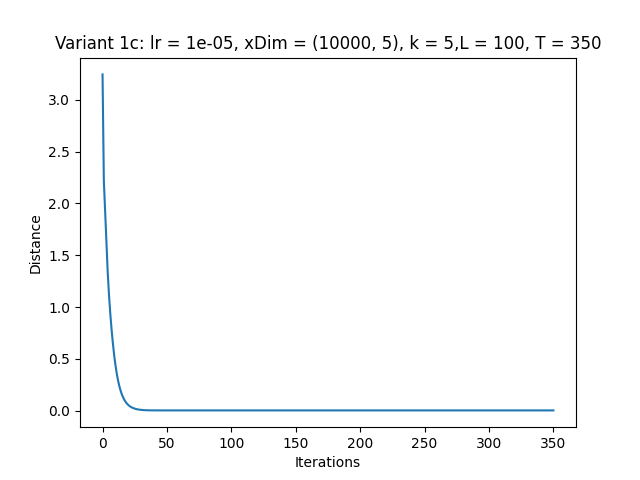 Variant 1c: lr = 1e-05, xDim = (10000, 5), k = 5,L = 100, T = 350
3.0
2.5
2.0
1.5
1.0
0.5
0.0
Distance
0 50 100 150 200 250 300 350
Iterations